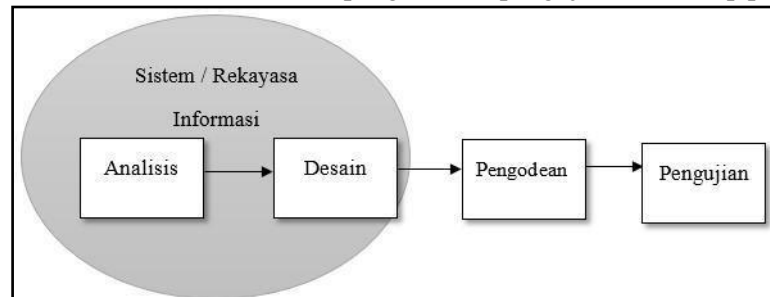 Sistem / Rekayasa
Informasi
Analisis
Desain
Pengodean
Pengujian